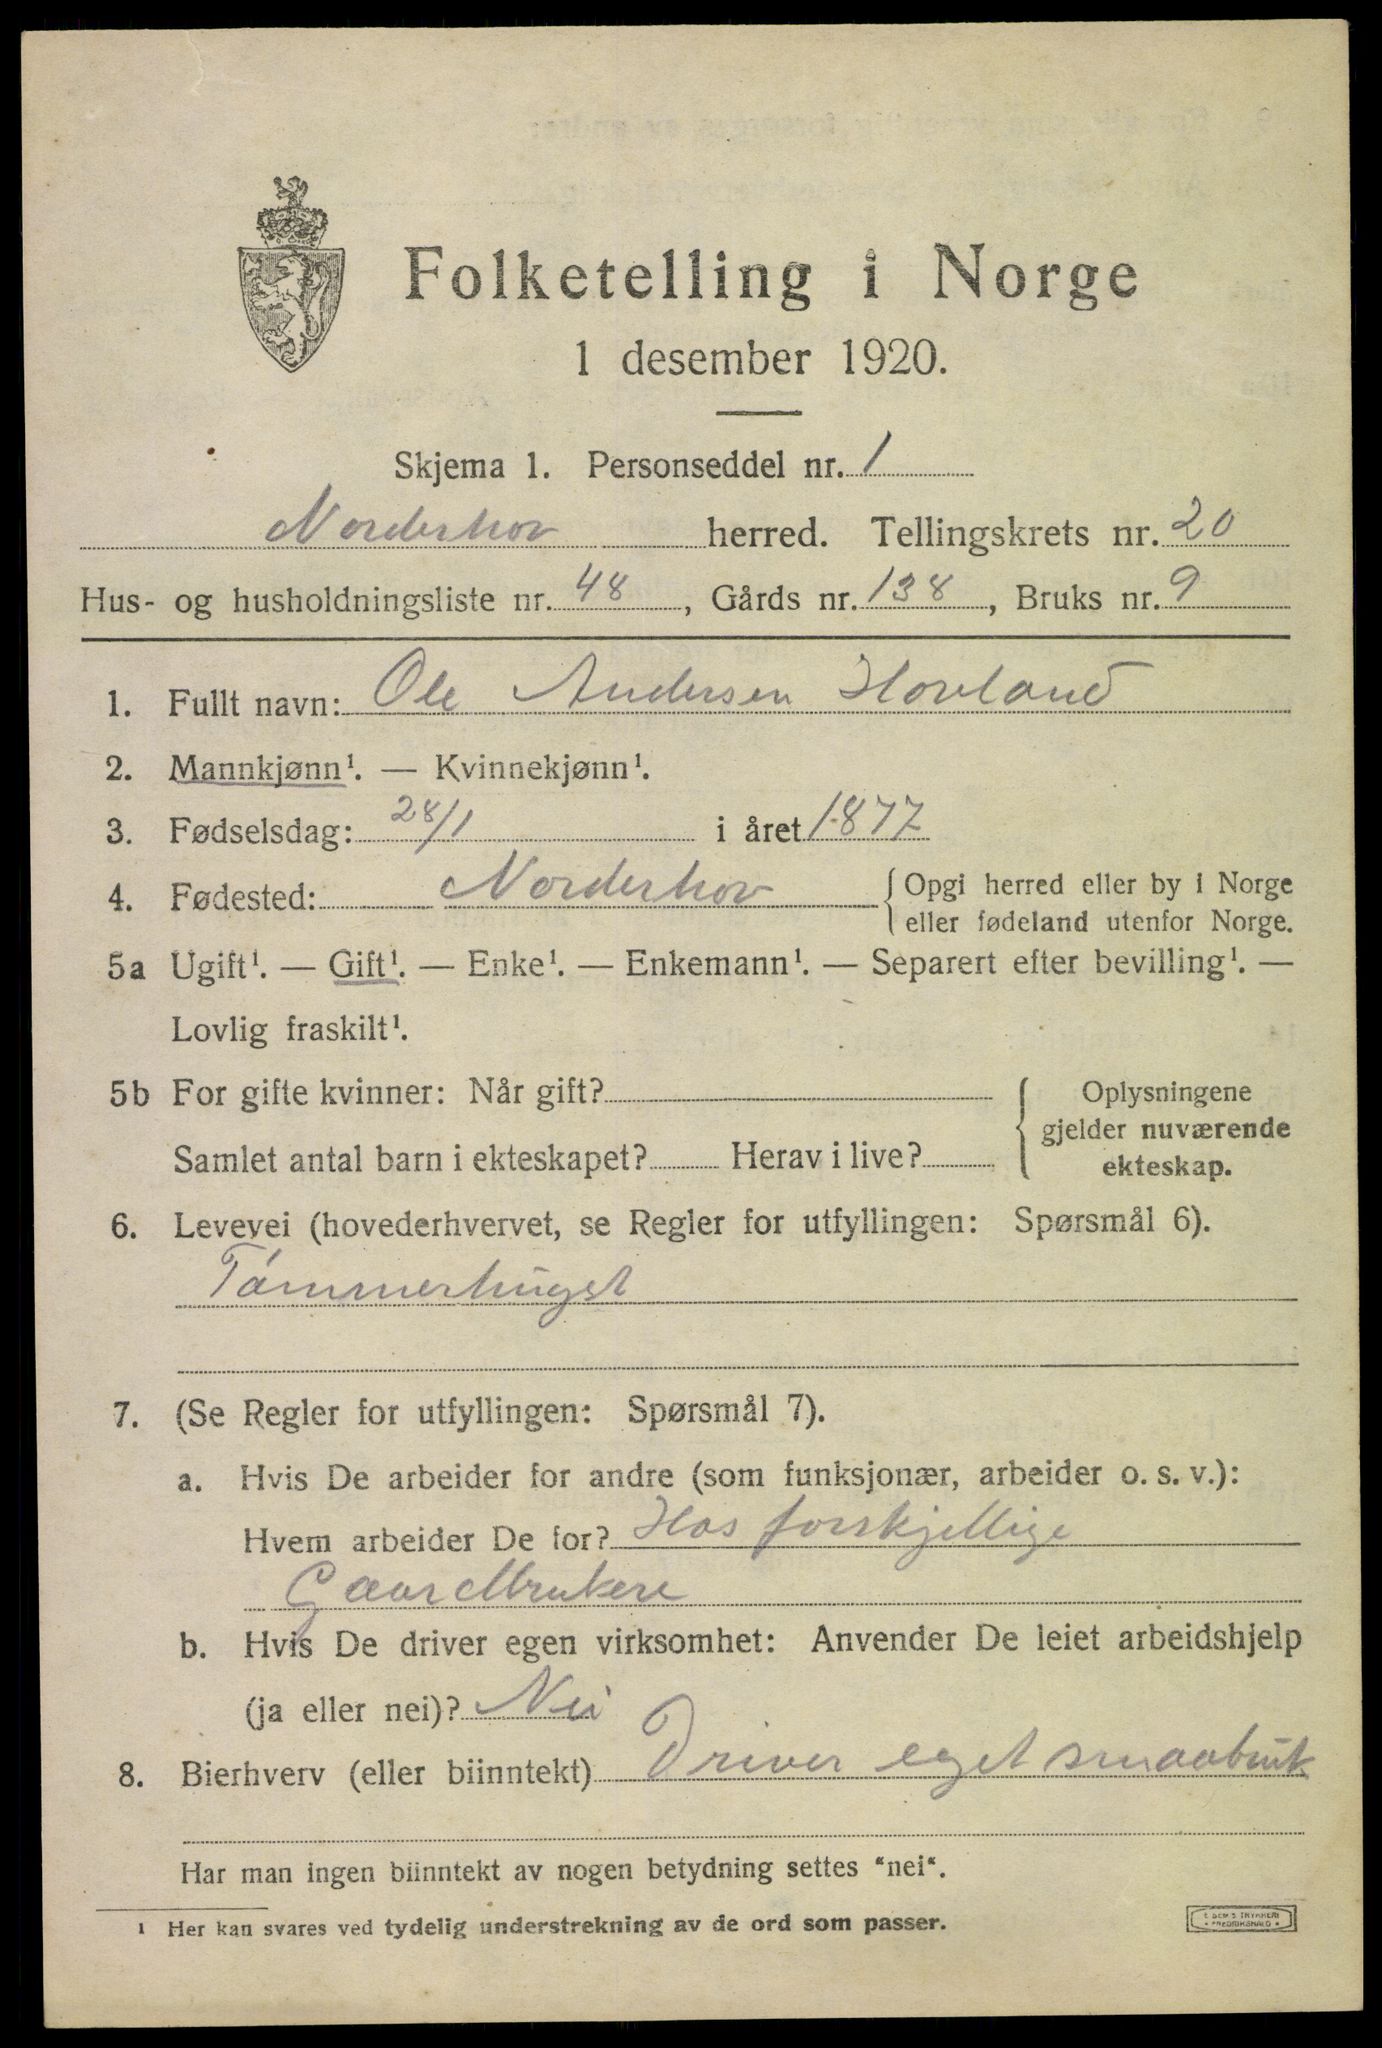 Folketelling i Norge
1 desember 1920.
Skjema 1. Personseddel nr. 1
Norderhov herred. Tellingskrets nr. 20
Hus- og husholdningsliste nr. 48, Gårds nr. 138, Bruks nr. 9
1. Fullt navn: Ole Andersen Hovland
2. Mannkjønn¹. — Kvinnekjønn¹.
3. Fødselsdag: 28/1 i året 1877
4. Fødested: Norderhov {Opgi herred eller by i Norge
eller fødeland utenfor Norge.
5a Ugift¹. — Gift¹. — Enke¹. — Enkemann¹. — Separert efter bevilling¹. —
Lovlig fraskilt¹.
5b For gifte kvinner: Når gift? { Oplysningene
gjelder nuværende
Samlet antal barn i ekteskapet? Herav i live? ekteskap.
6. Levevei (hovederhvervet, se Regler for utfyllingen: Spørsmål 6).
Tømmerhugst
7. (Se Regler for utfyllingen: Spørsmål 7).
a. Hvis De arbeider for andre (som funksjonær, arbeider o. s. v.):
Hvem arbeider De for? Hos forskjellige
Gaardbrukere
b. Hvis De driver egen virksomhet: Anvender De leiet arbeidshjelp
(ja eller nei)? Nei
8. Bierhverv (eller biinntekt) Driver eget smaabruk
Har man ingen biinntekt av nogen betydning settes "nei".
1 Her kan svares ved tydelig understrekning av de ord som passer.